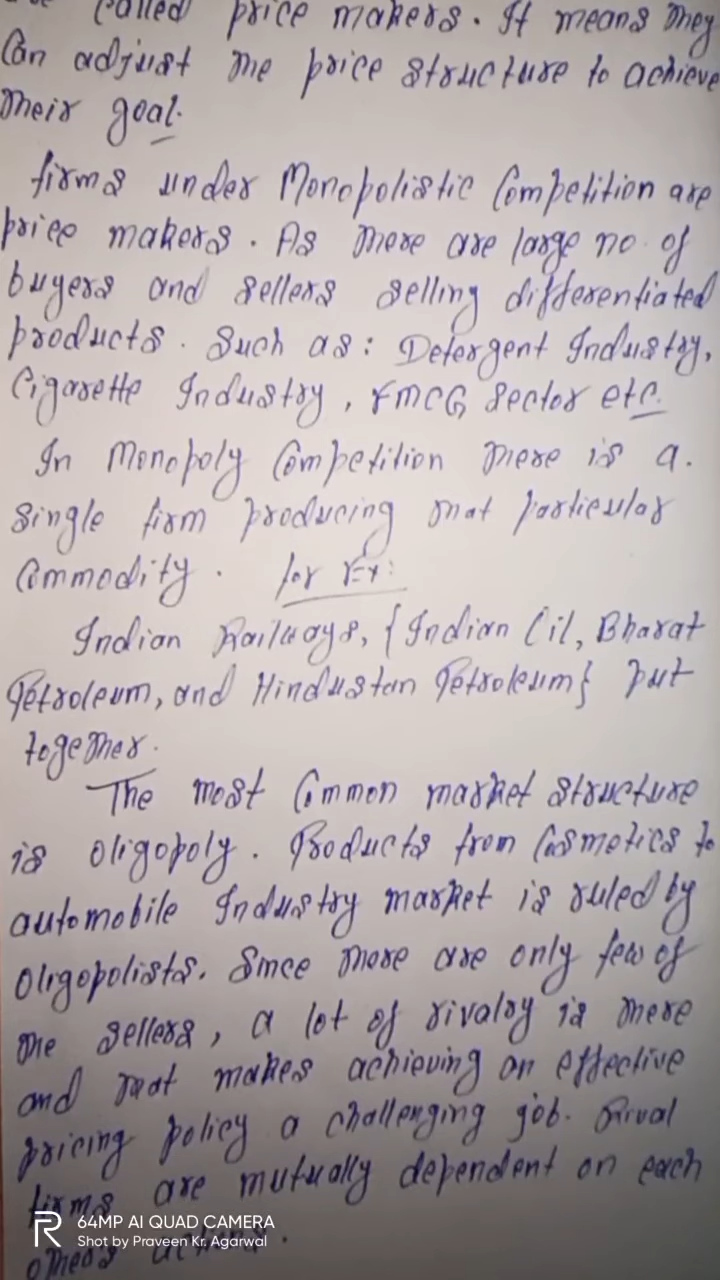 called price makers. It means they
Can adjust the price structure to achieve
their goal.
firms under Monopolistic Competition are
price makers. As there are large no. of
buyers and sellers selling differentiated
products. Such as: Detergent Industry,
Cigarette Industry, FMCG Sector etc.
In Monopoly Competition there is a.
single firm producing that particular
Commodity. for Ex:
Indian Railways, {Indian Oil, Bharat
Petroleum, and Hindustan Petroleum} put
together.
The most Common market structure
is oligopoly. Products from Cosmetics to
automobile Industry market is ruled by
oligopolists. Since there are only few of
the sellers, a lot of rivalry is there
and that makes achieving an effective
pricing policy a challenging job. Rival
firms are mutually dependent on each
others actions.
R
64MP AI QUAD CAMERA
Shot by Praveen Kr. Agarwal